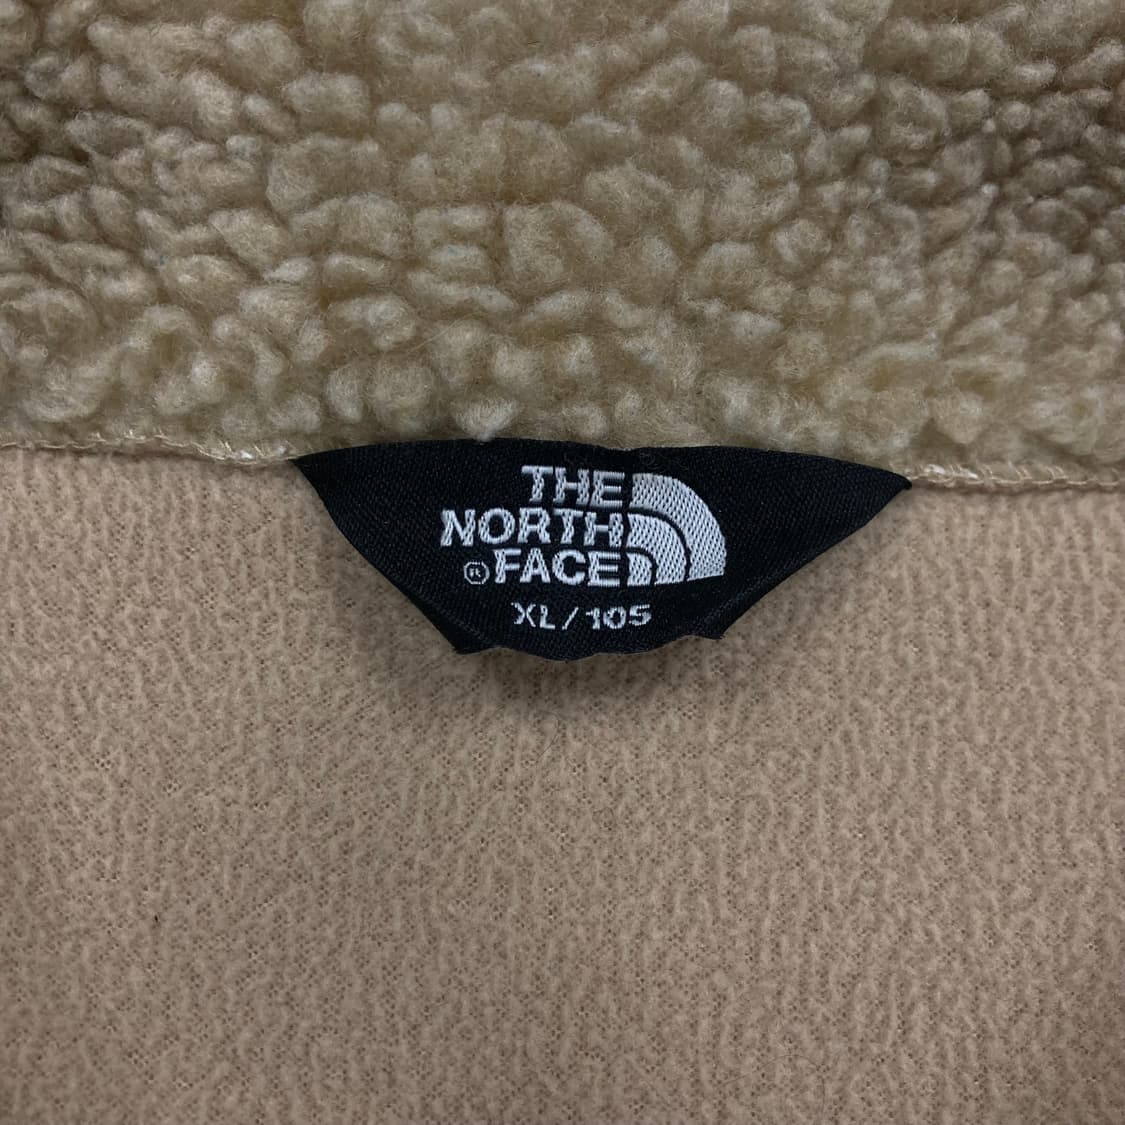 THE
NORTH
® FACE
XL/105